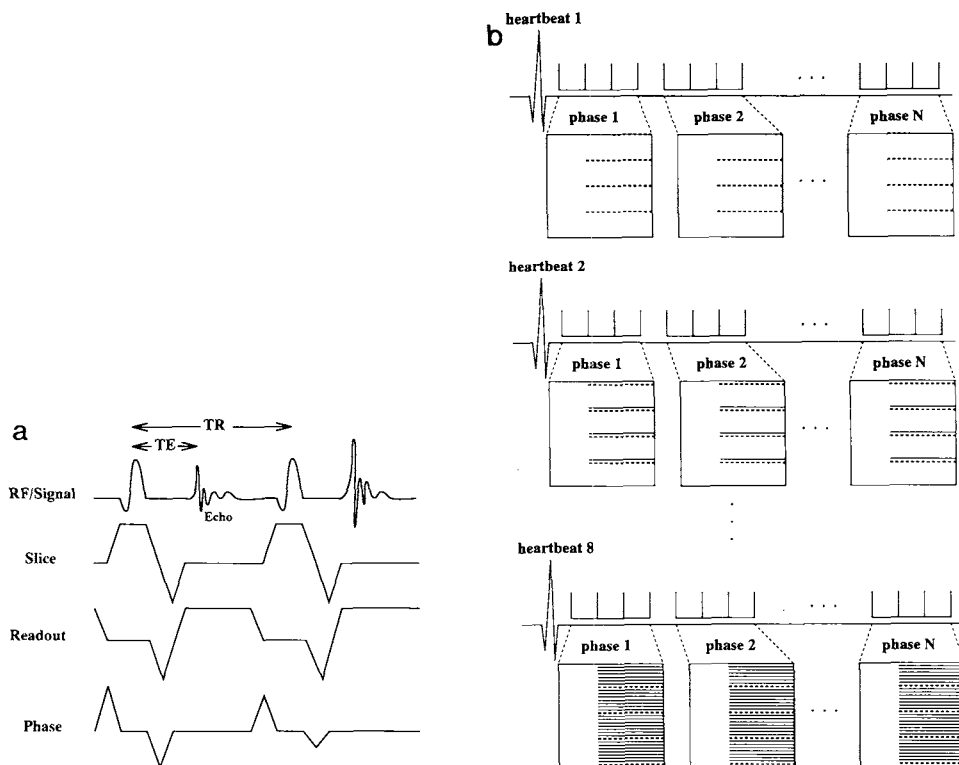 a
TR
TE
RF/Signal
Echo
Slice
Readout
Phase
b
heartbeat 1
. . .
phase 1 phase 2 phase N
. . .
heartbeat 2
. . .
phase 1 phase 2 phase N
. . .
heartbeat 8
. . .
phase 1 phase 2 phase N
. . .